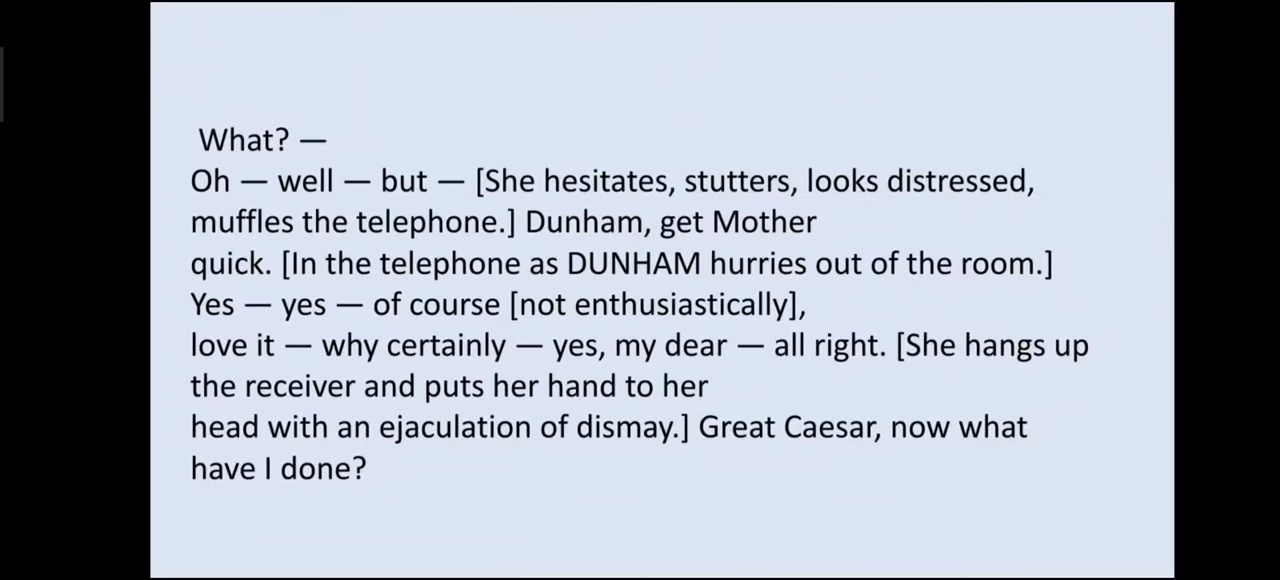 What? —
Oh — well — but — [She hesitates, stutters, looks distressed,
muffles the telephone.] Dunham, get Mother
quick. [In the telephone as DUNHAM hurries out of the room.]
Yes — yes — of course [not enthusiastically],
love it — why certainly — yes, my dear — all right. [She hangs up
the receiver and puts her hand to her
head with an ejaculation of dismay.] Great Caesar, now what
have I done?